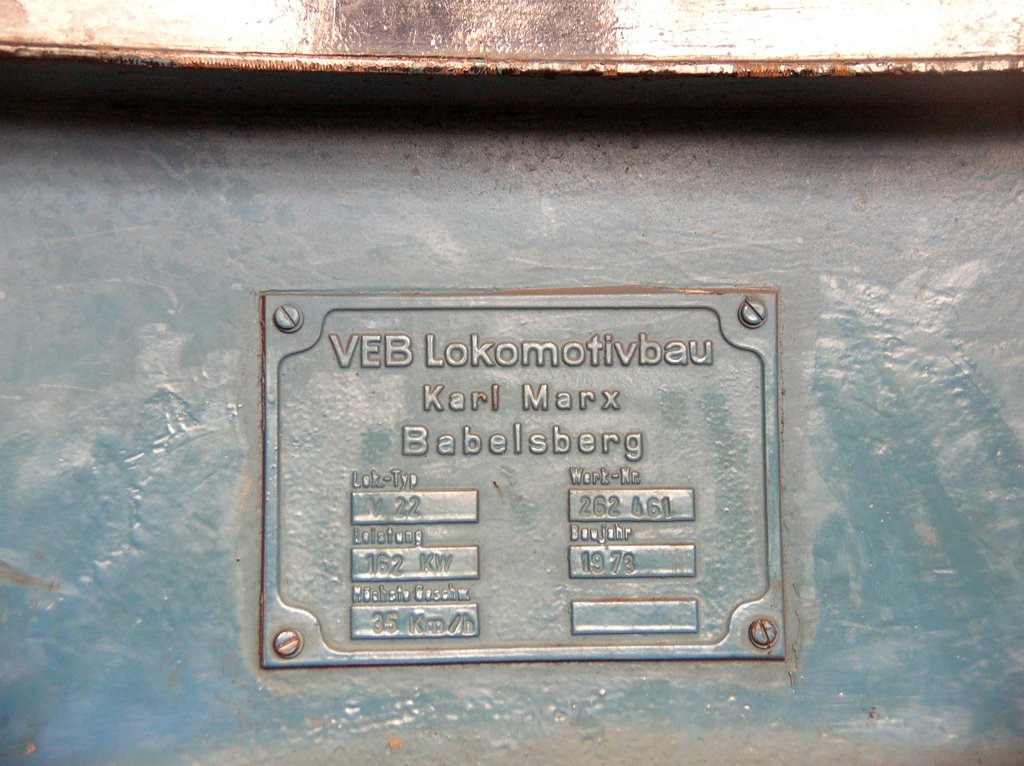 VEB Lokomotivbau
Karl Marx
Babelsberg
Lok.-Typ Werk-Nr.
V 22 262 461
Leistung Baujahr
162 KW 1973
Höchste Geschw.
35 Km/h